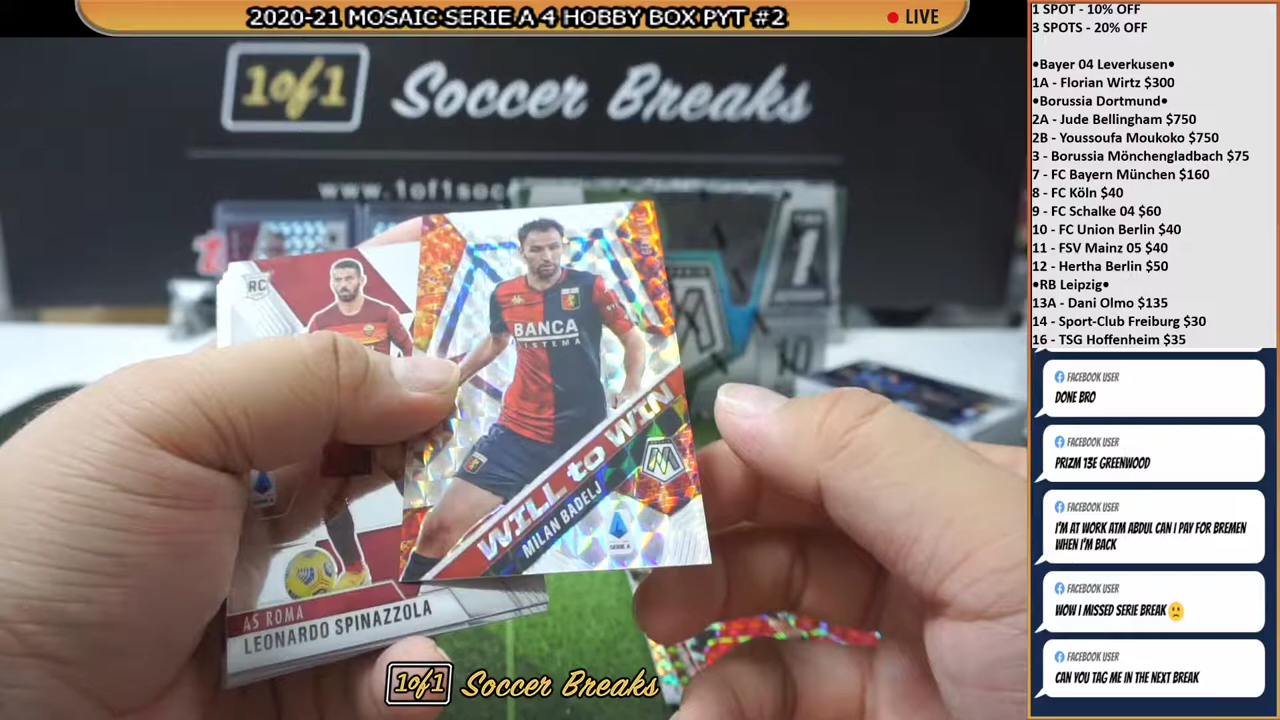 2020-21 MOSAIC SERIE A 4 HOBBY BOX PYT #2
LIVE
1of1 Soccer Breaks
www.1of1socc
RC
AS ROMA
LEONARDO SPINAZZOLA
BANCA
SISTEMA
WILL to WIN
MILAN BADELJ
SERIE A
1of1 Soccer Breaks
1 SPOT - 10% OFF
3 SPOTS - 20% OFF
•Bayer 04 Leverkusen•
1A - Florian Wirtz $300
•Borussia Dortmund•
2A - Jude Bellingham $750
2B - Youssoufa Moukoko $750
3 - Borussia Mönchengladbach $75
7 - FC Bayern München $160
8 - FC Köln $40
9 - FC Schalke 04 $60
10 - FC Union Berlin $40
11 - FSV Mainz 05 $40
12 - Hertha Berlin $50
•RB Leipzig•
13A - Dani Olmo $135
14 - Sport-Club Freiburg $30
16 - TSG Hoffenheim $35
FACEBOOK USER
DONE BRO
FACEBOOK USER
PRIZM 13E GREENWOOD
FACEBOOK USER
I'M AT WORK ATM ABDUL CAN I PAY FOR BREMEN
WHEN I'M BACK
FACEBOOK USER
WOW I MISSED SERIE BREAK 🙁
FACEBOOK USER
CAN YOU TAG ME IN THE NEXT BREAK